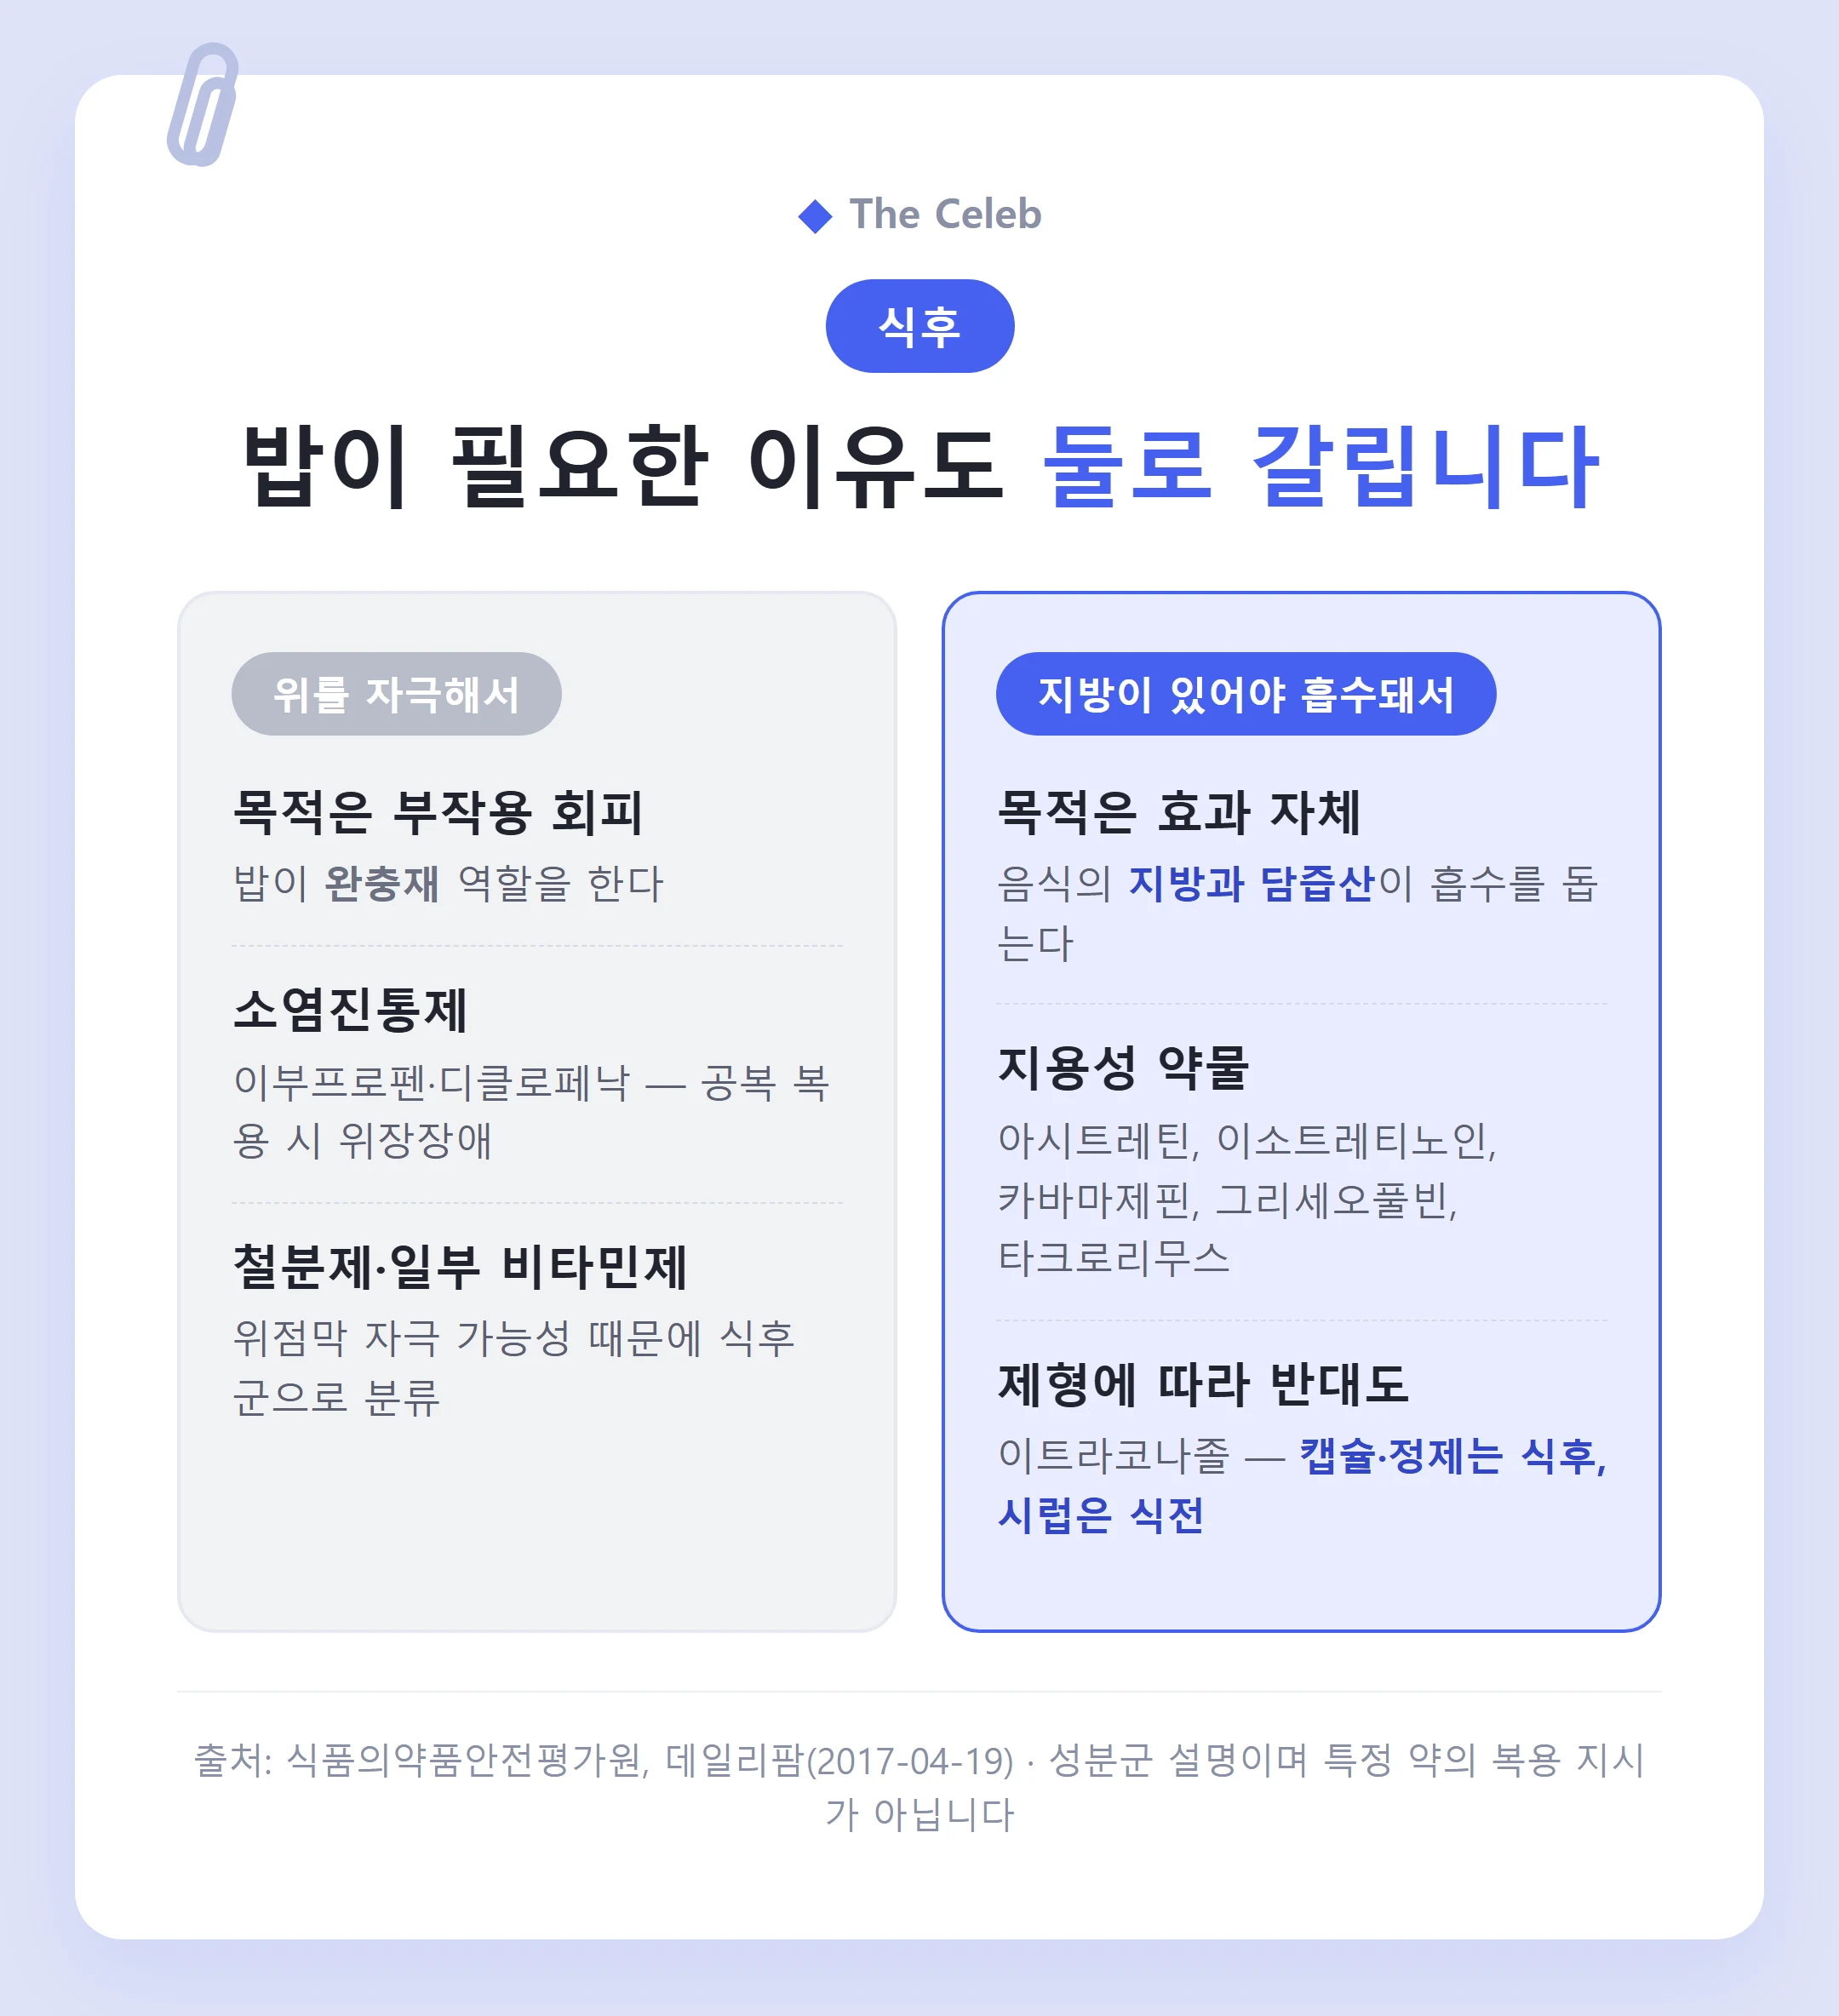 The Celeb
식후
밥이 필요한 이유도 둘로 갈립니다
위를 자극해서
목적은 부작용 회피
밥이 완충재 역할을 한다
소염진통제
이부프로펜·디클로페낙 — 공복 복
용 시 위장장애
철분제·일부 비타민제
위점막 자극 가능성 때문에 식후
군으로 분류
지방이 있어야 흡수돼서
목적은 효과 자체
음식의 지방과 담즙산이 흡수를 돕
는다
지용성 약물
아시트레틴, 이소트레티노인,
카바마제핀, 그리세오풀빈,
타크로리무스
제형에 따라 반대도
이트라코나졸 — 캡슐·정제는 식후,
시럽은 식전
출처: 식품의약품안전평가원, 데일리팜(2017-04-19) · 성분군 설명이며 특정 약의 복용 지시
가 아닙니다